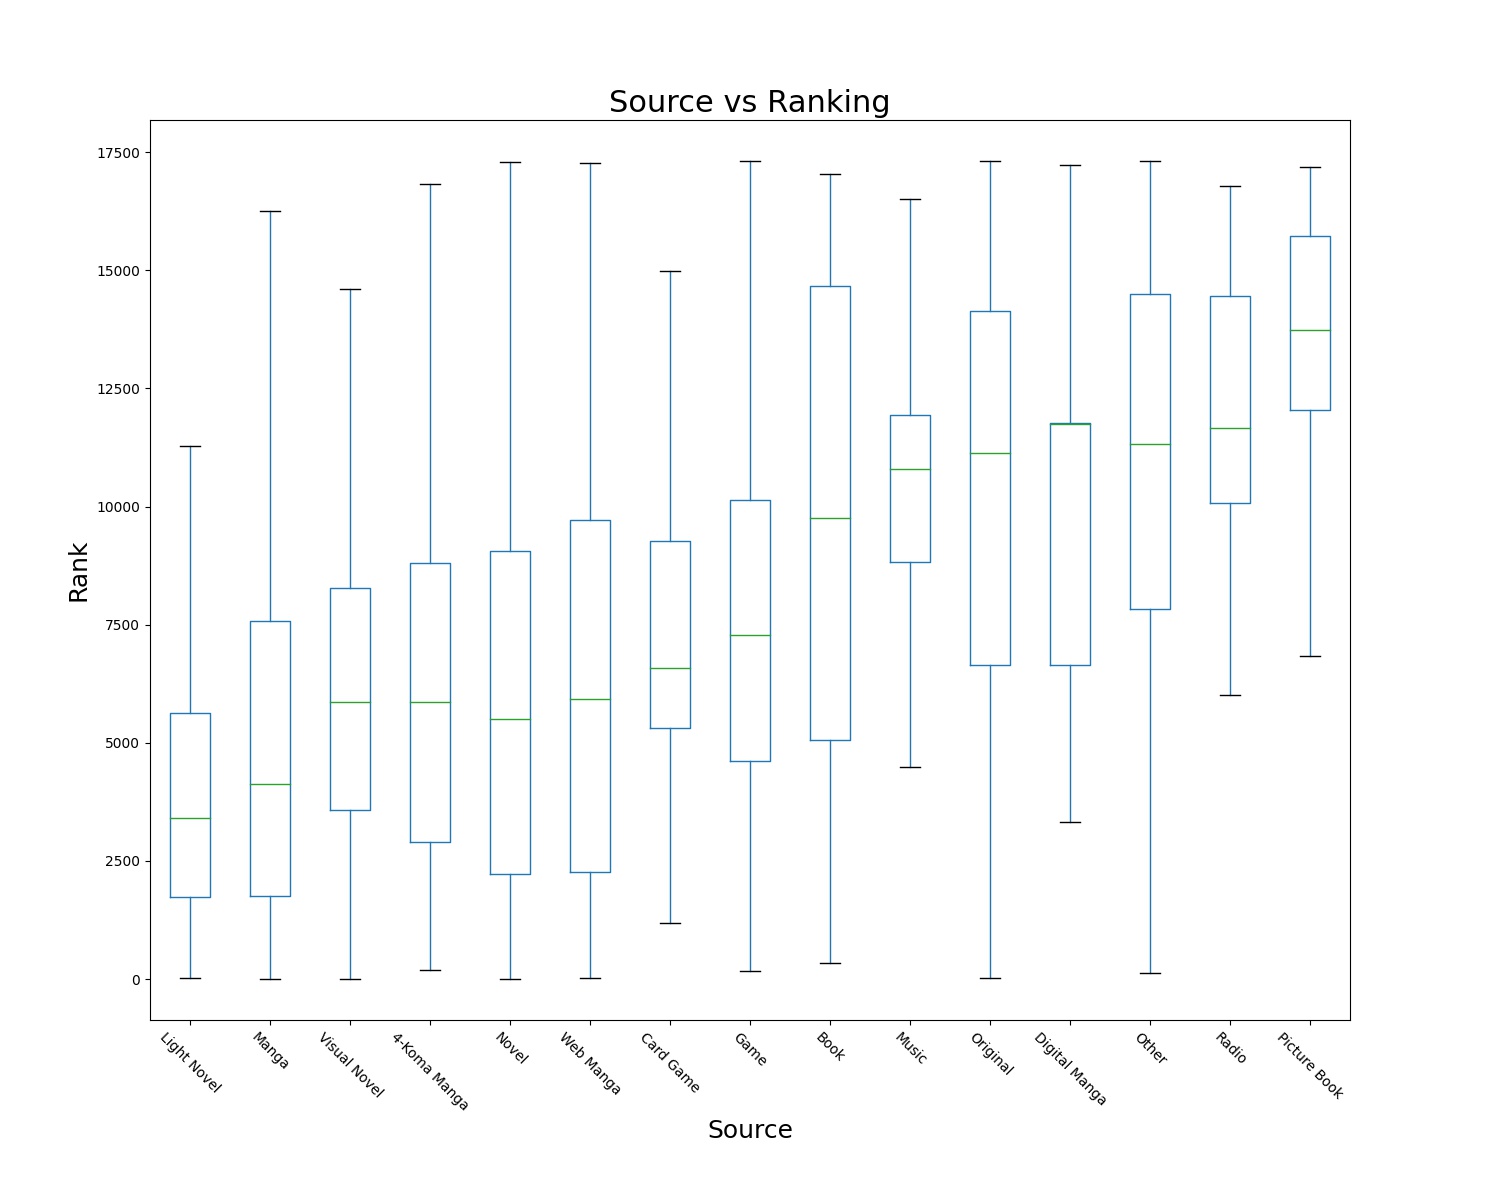 Source vs Ranking
17500
15000
12500
10000
7500
5000
2500
0
Rank
Light Novel
Manga
Visual Novel
4-Koma Manga
Novel
Web Manga
Card Game
Game
Book
Music
Original
Digital Manga
Other
Radio
Picture Book
Source